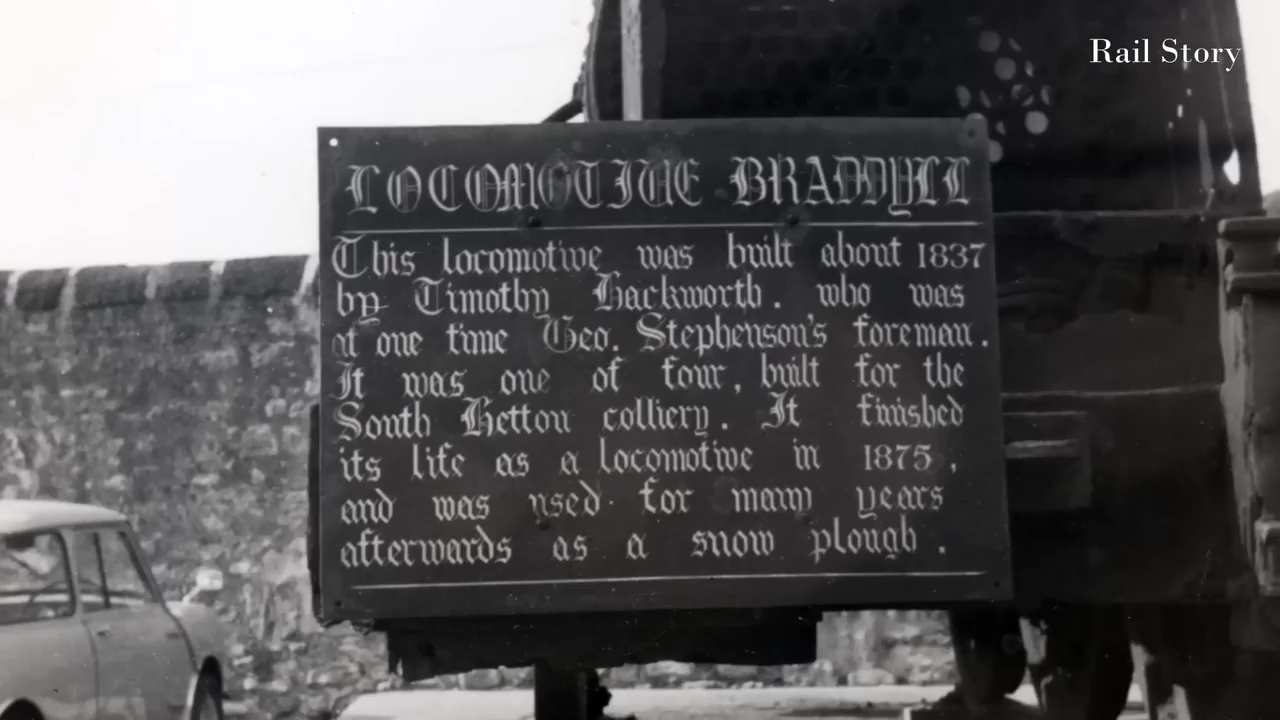 Rail Story
LOCOMOTIVE BRADDYLL
This locomotive was built about 1837
by Timothy Hackworth. who was
at one time Geo. Stephenson's foreman.
It was one of four, built for the
South Hetton colliery. It finished
its life as a locomotive in 1875,
and was used for many years
afterwards as a snow plough.